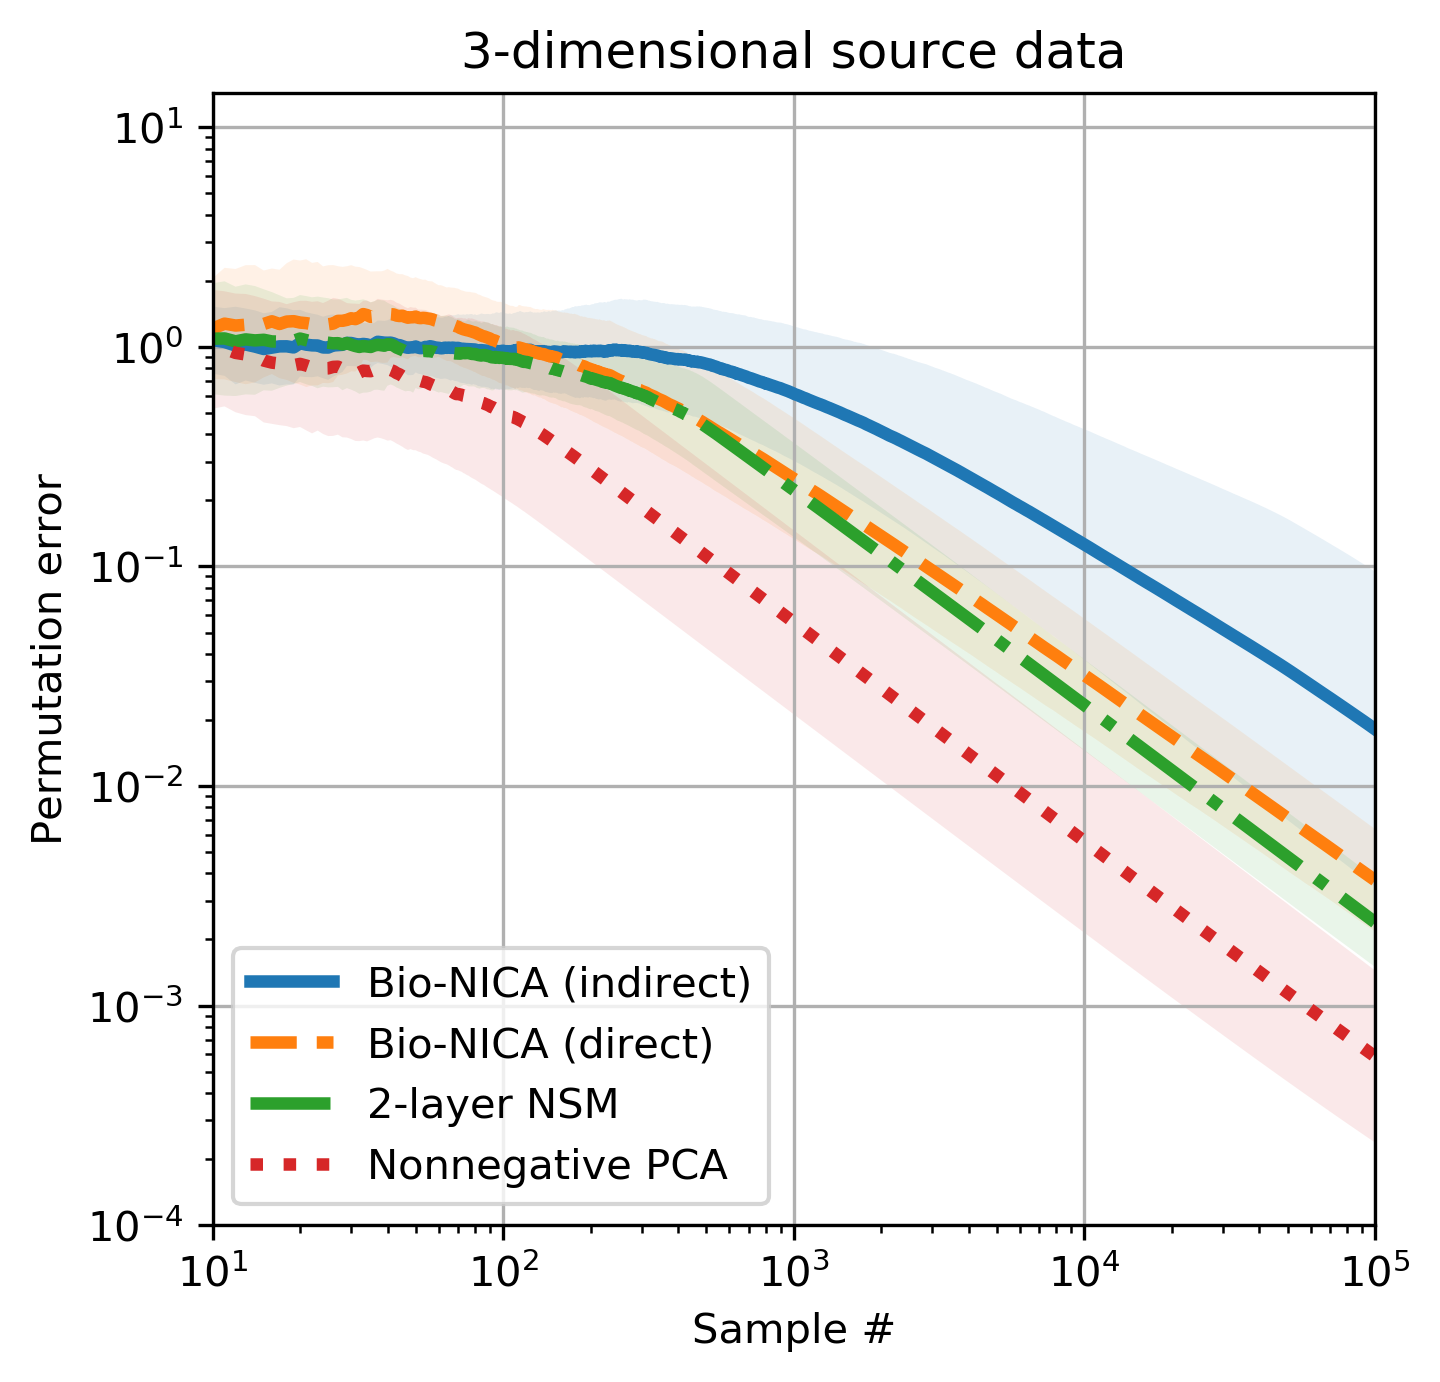 3-dimensional source data
10¹
10⁰
10⁻¹
10⁻²
10⁻³
10⁻⁴
Permutation error
Bio-NICA (indirect)
Bio-NICA (direct)
2-layer NSM
Nonnegative PCA
10¹ 10² 10³ 10⁴ 10⁵
Sample #